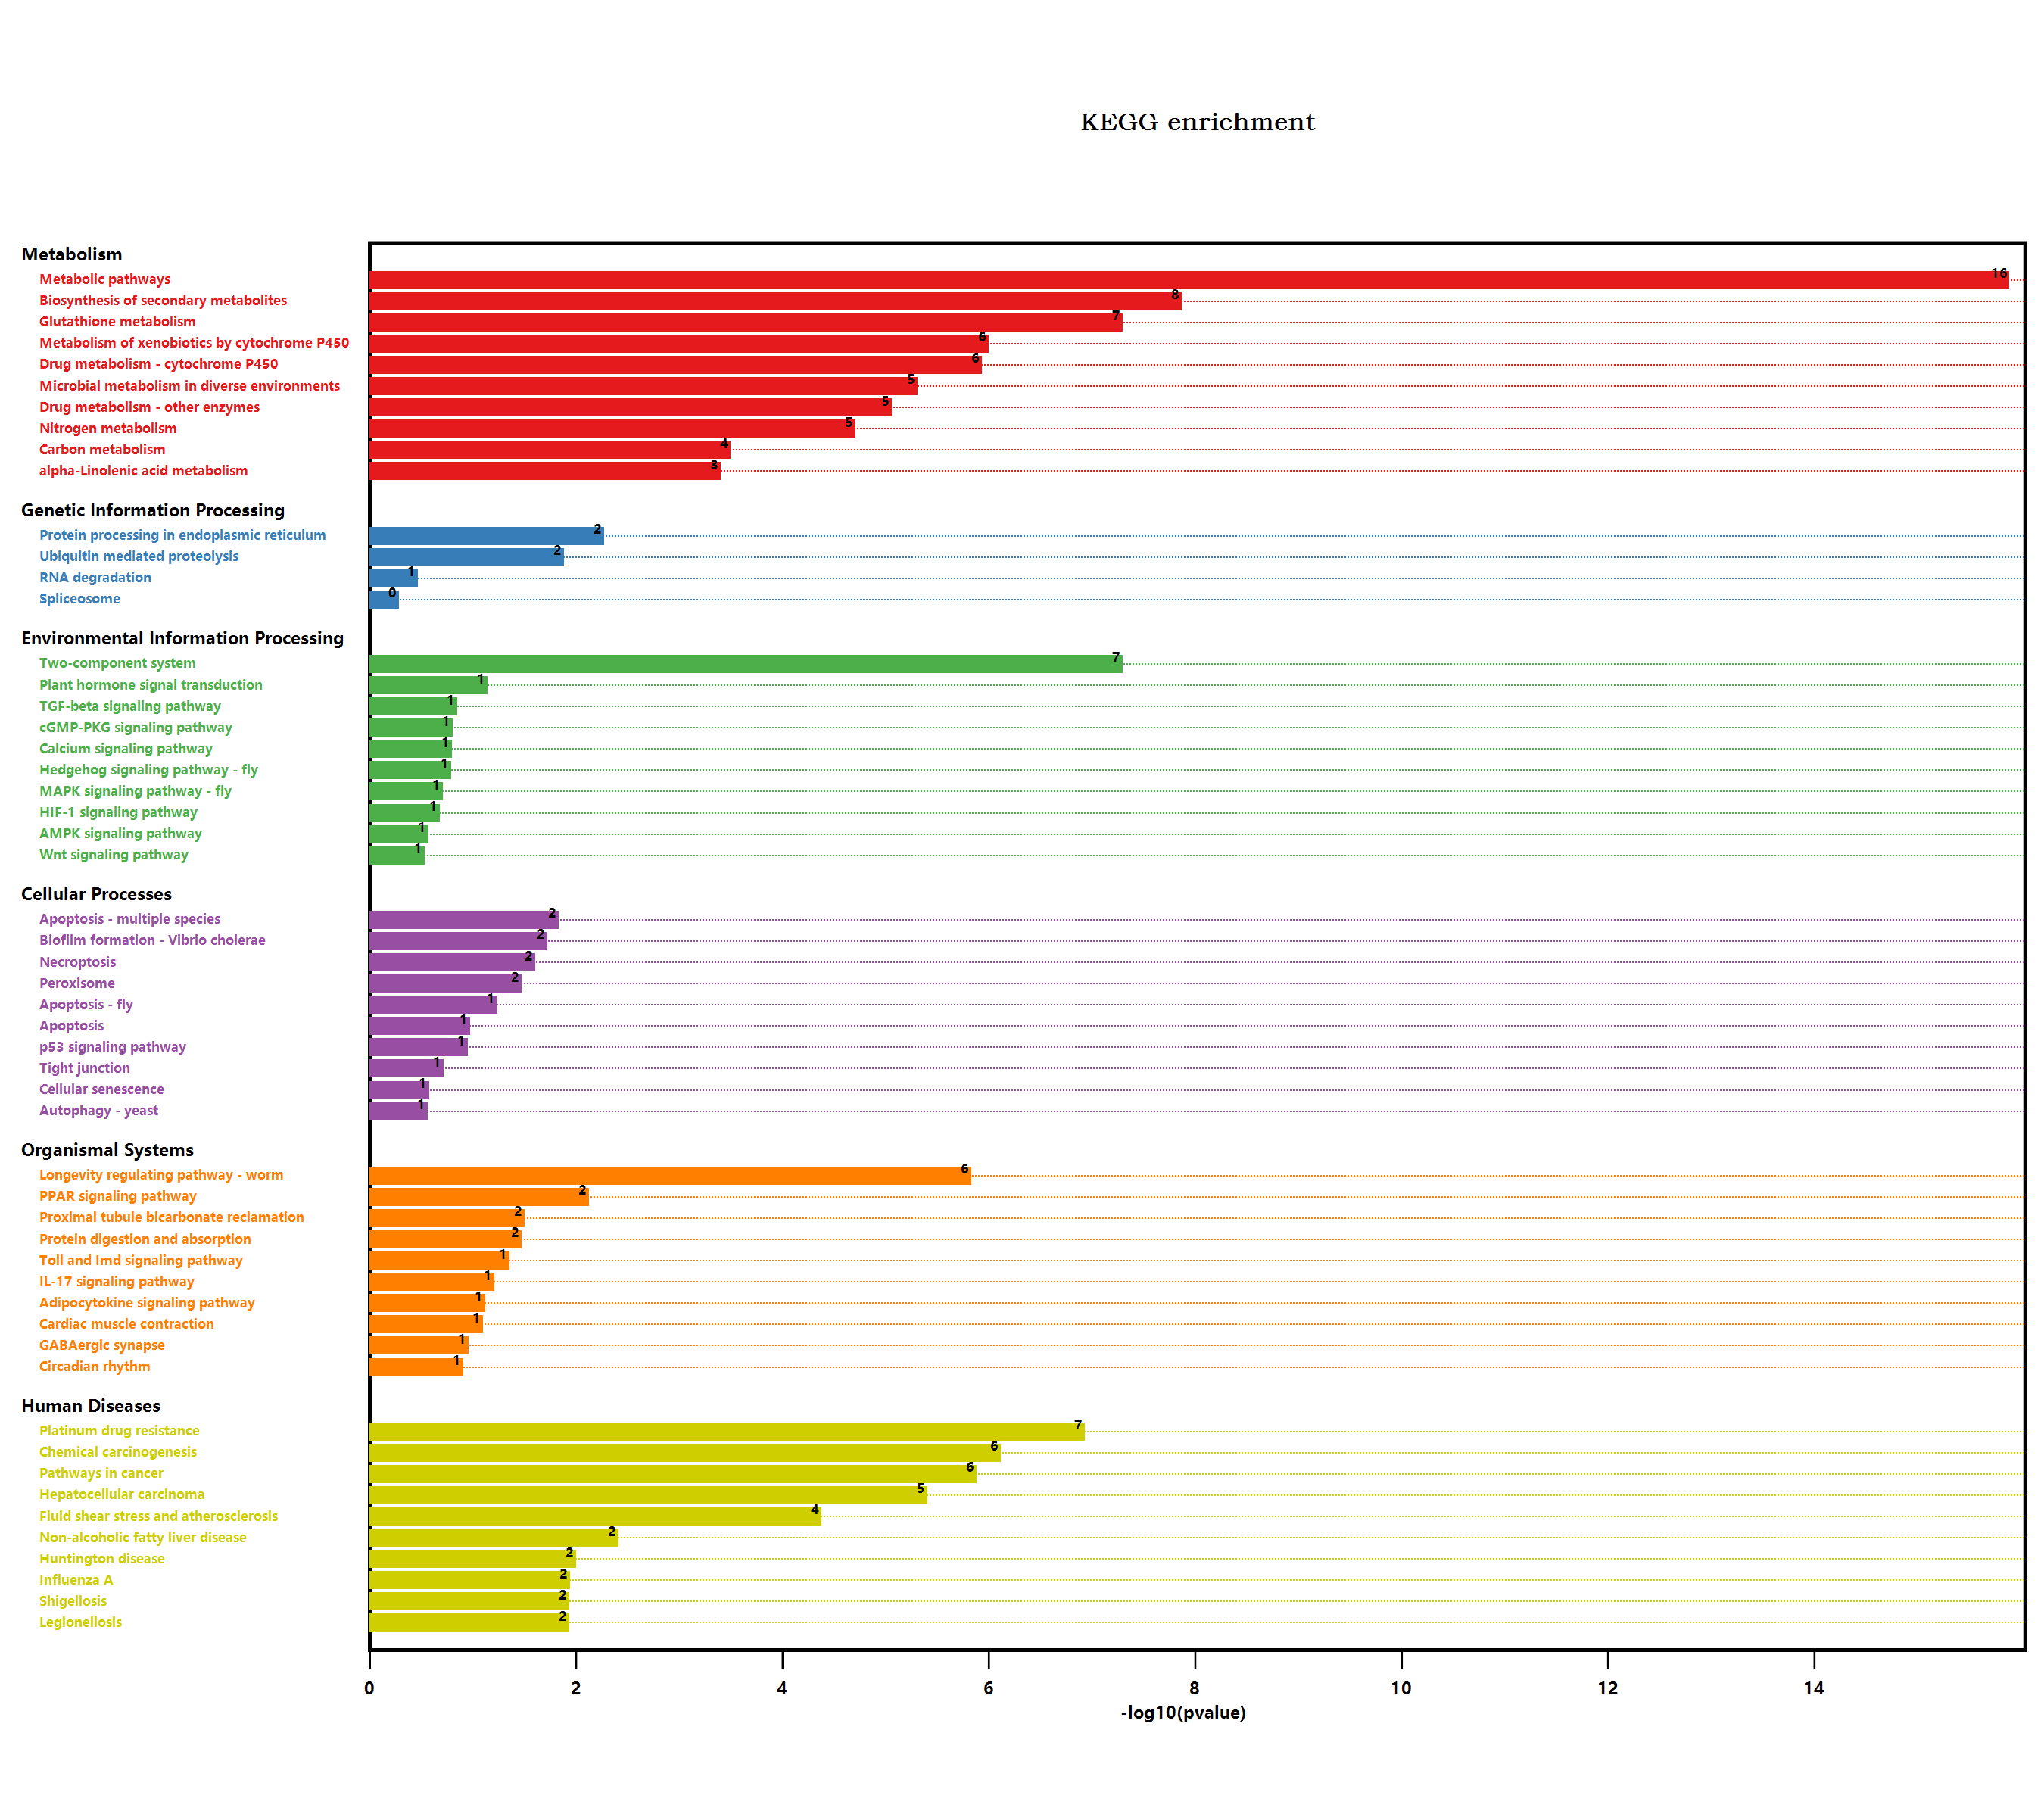 KEGG enrichment
Metabolism
Metabolic pathways 16
Biosynthesis of secondary metabolites 8
Glutathione metabolism 7
Metabolism of xenobiotics by cytochrome P450 6
Drug metabolism - cytochrome P450 6
Microbial metabolism in diverse environments 5
Drug metabolism - other enzymes 5
Nitrogen metabolism 5
Carbon metabolism 4
alpha-Linolenic acid metabolism 3
Genetic Information Processing
Protein processing in endoplasmic reticulum 2
Ubiquitin mediated proteolysis 2
RNA degradation 1
Spliceosome 0
Environmental Information Processing
Two-component system 7
Plant hormone signal transduction 1
TGF-beta signaling pathway 1
cGMP-PKG signaling pathway 1
Calcium signaling pathway 1
Hedgehog signaling pathway - fly 1
MAPK signaling pathway - fly 1
HIF-1 signaling pathway 1
AMPK signaling pathway 1
Wnt signaling pathway 1
Cellular Processes
Apoptosis - multiple species 2
Biofilm formation - Vibrio cholerae 2
Necroptosis 2
Peroxisome 2
Apoptosis - fly 1
Apoptosis 1
p53 signaling pathway 1
Tight junction 1
Cellular senescence 1
Autophagy - yeast 1
Organismal Systems
Longevity regulating pathway - worm 6
PPAR signaling pathway 2
Proximal tubule bicarbonate reclamation 2
Protein digestion and absorption 2
Toll and Imd signaling pathway 1
IL-17 signaling pathway 1
Adipocytokine signaling pathway 1
Cardiac muscle contraction 1
GABAergic synapse 1
Circadian rhythm 1
Human Diseases
Platinum drug resistance 7
Chemical carcinogenesis 6
Pathways in cancer 6
Hepatocellular carcinoma 5
Fluid shear stress and atherosclerosis 4
Non-alcoholic fatty liver disease 2
Huntington disease 2
Influenza A 2
Shigellosis 2
Legionellosis 2
0 2 4 6 8 10 12 14
-log10(pvalue)